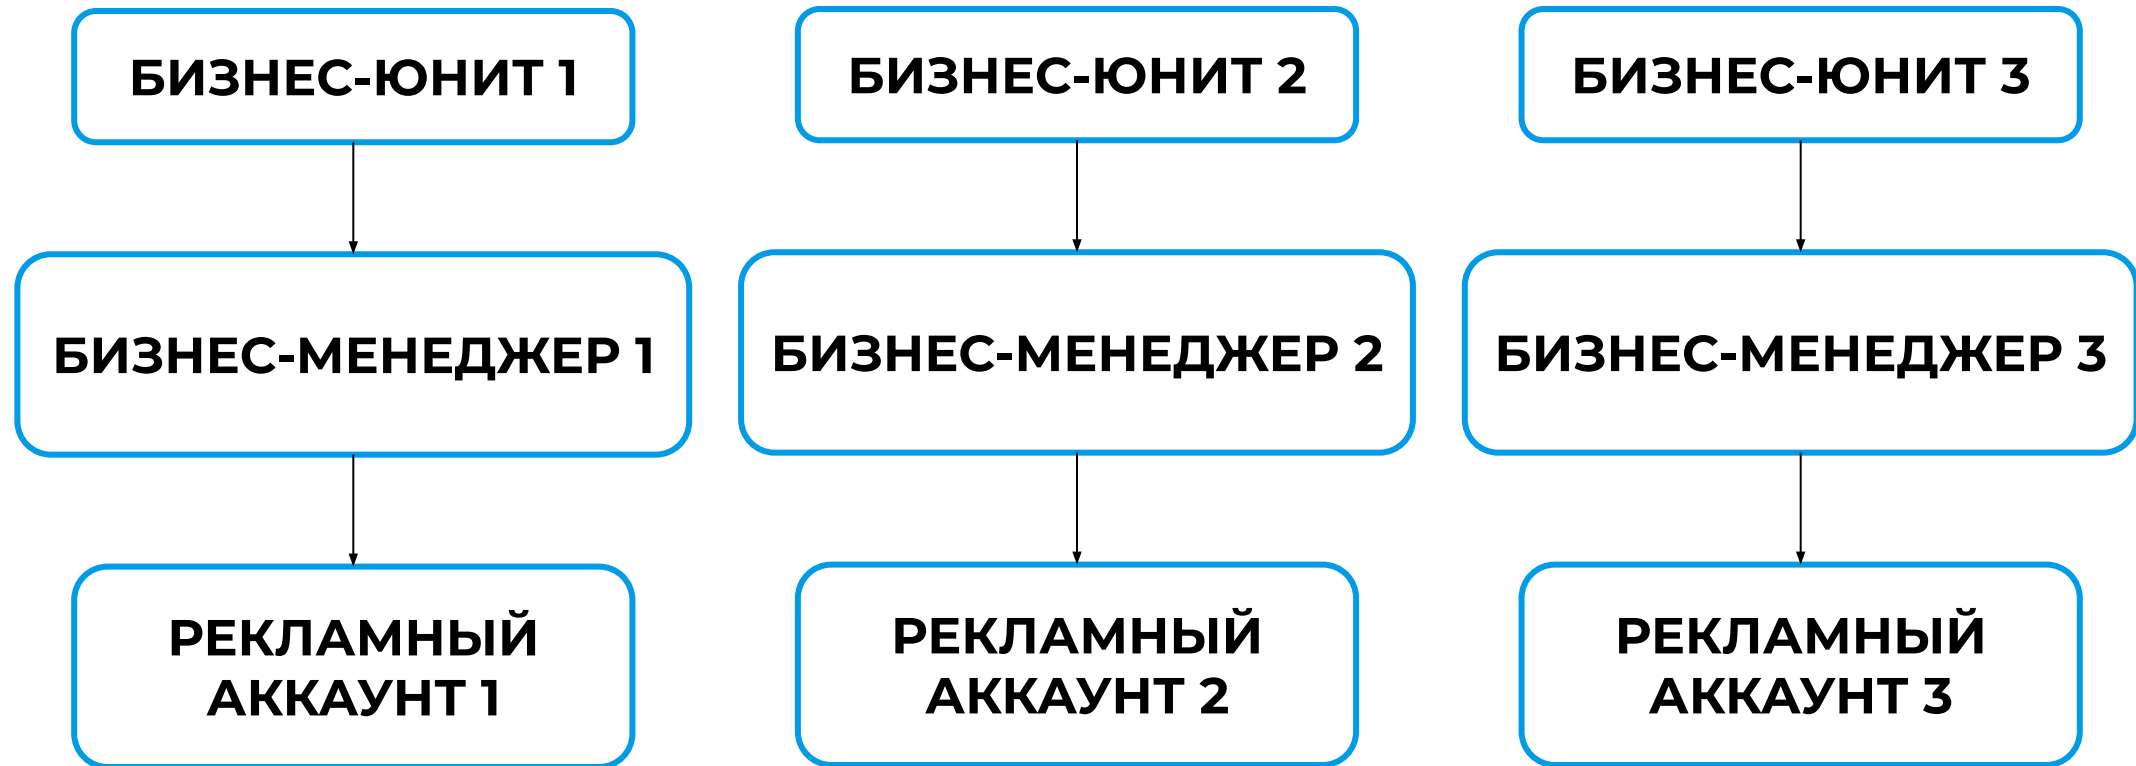 БИЗНЕС-ЮНИТ 1
БИЗНЕС-ЮНИТ 2
БИЗНЕС-ЮНИТ 3
БИЗНЕС-МЕНЕДЖЕР 1
БИЗНЕС-МЕНЕДЖЕР 2
БИЗНЕС-МЕНЕДЖЕР 3
РЕКЛАМНЫЙ
АККАУНТ 1
РЕКЛАМНЫЙ
АККАУНТ 2
РЕКЛАМНЫЙ
АККАУНТ 3